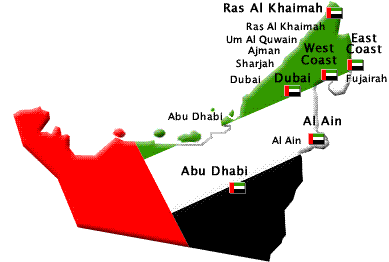 Ras Al Khaimah
Ras Al Khaimah
Um Al Quwain
Ajman
Sharjah
Dubai
West
Coast
East
Coast
Dubai
Fujairah
Abu Dhabi
Al Ain
Al Ain
Abu Dhabi